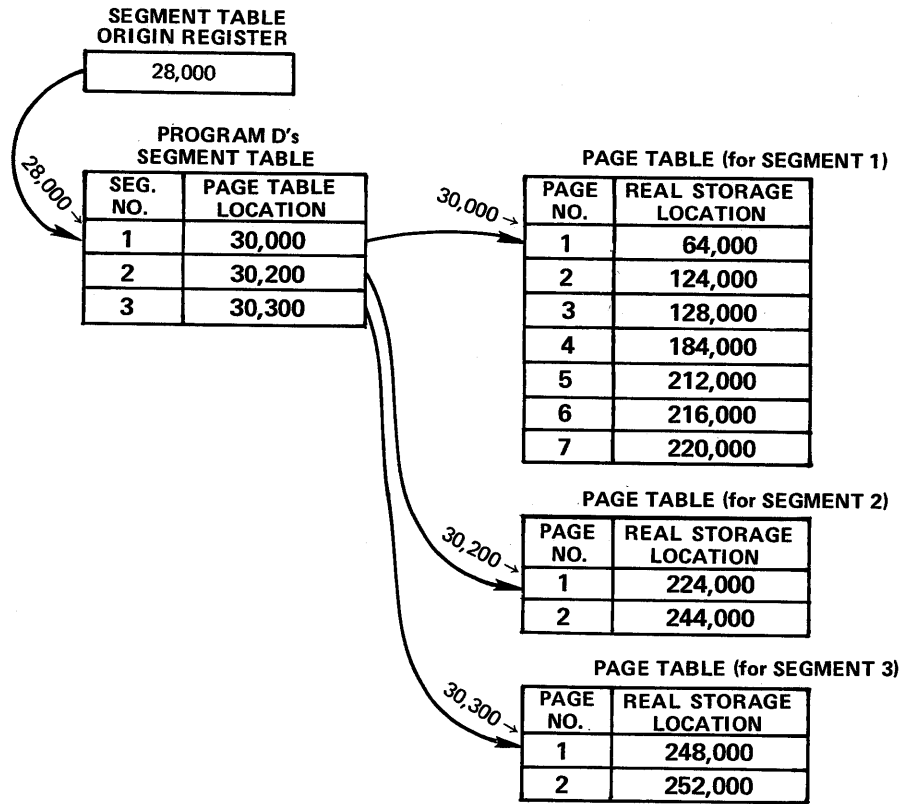 SEGMENT TABLE
ORIGIN REGISTER
28,000
PROGRAM D's
SEGMENT TABLE
28,000→
SEG. NO. PAGE TABLE LOCATION
1 30,000
2 30,200
3 30,300
PAGE TABLE (for SEGMENT 1)
30,000→
PAGE NO. REAL STORAGE LOCATION
1 64,000
2 124,000
3 128,000
4 184,000
5 212,000
6 216,000
7 220,000
PAGE TABLE (for SEGMENT 2)
30,200→
PAGE NO. REAL STORAGE LOCATION
1 224,000
2 244,000
PAGE TABLE (for SEGMENT 3)
30,300→
PAGE NO. REAL STORAGE LOCATION
1 248,000
2 252,000